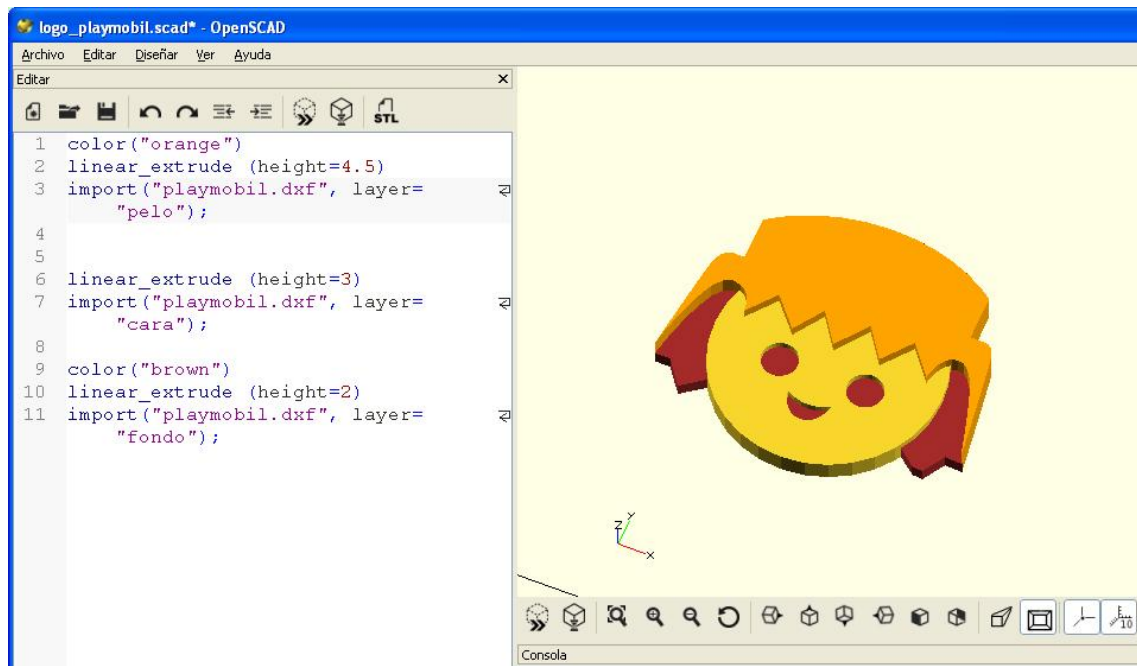 logo_playmobil.scad* - OpenSCAD
Archivo Editar Diseñar Ver Ayuda
Editar
STL
1 color("orange")
2 linear_extrude (height=4.5)
3 import("playmobil.dxf", layer=
"pelo");
4
5
6 linear_extrude (height=3)
7 import("playmobil.dxf", layer=
"cara");
8
9 color("brown")
10 linear_extrude (height=2)
11 import("playmobil.dxf", layer=
"fondo");
Z
Y
X
10
Consola